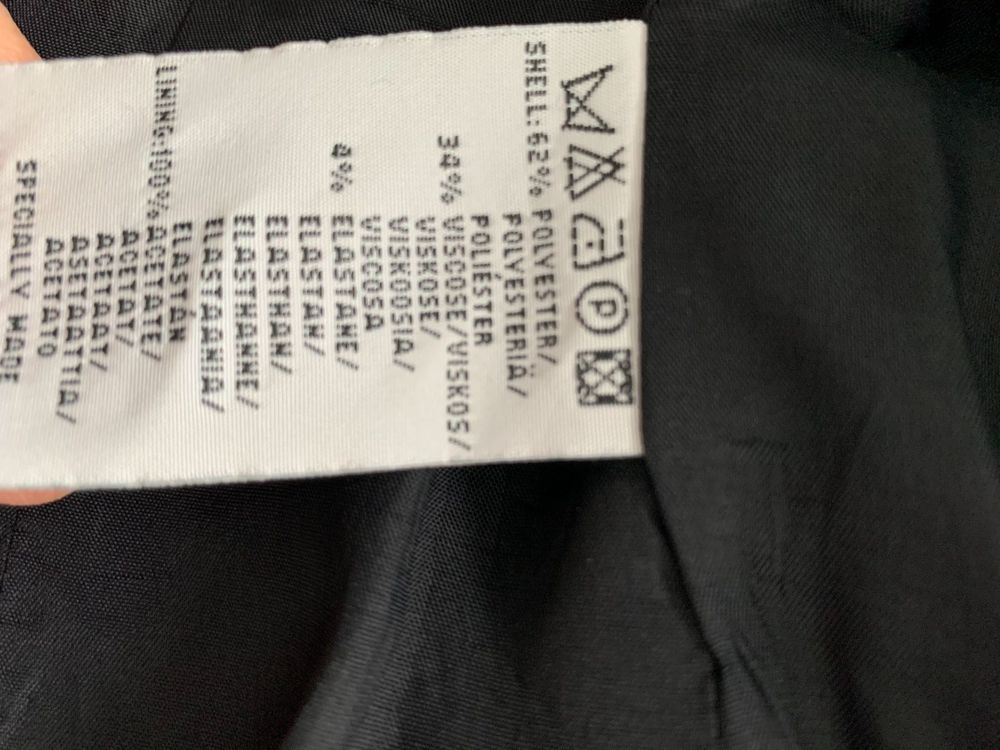 P
SHELL: 62% POLYESTER/
POLYESTERIÄ/
POLIÉSTER
34% VISCOSE/VISKOS/
VISKOSE/
VISKOOSIA/
VISCOSA
4% ELASTANE/
ELASTAN/
ELASTHAN/
ELASTHANNE/
ELASTAANIA/
ELASTÁN
LINING:100% ACETATE/
ACETAT/
ACETAAT/
ASETAATTIA/
ACETATO
SPECIALLY MADE